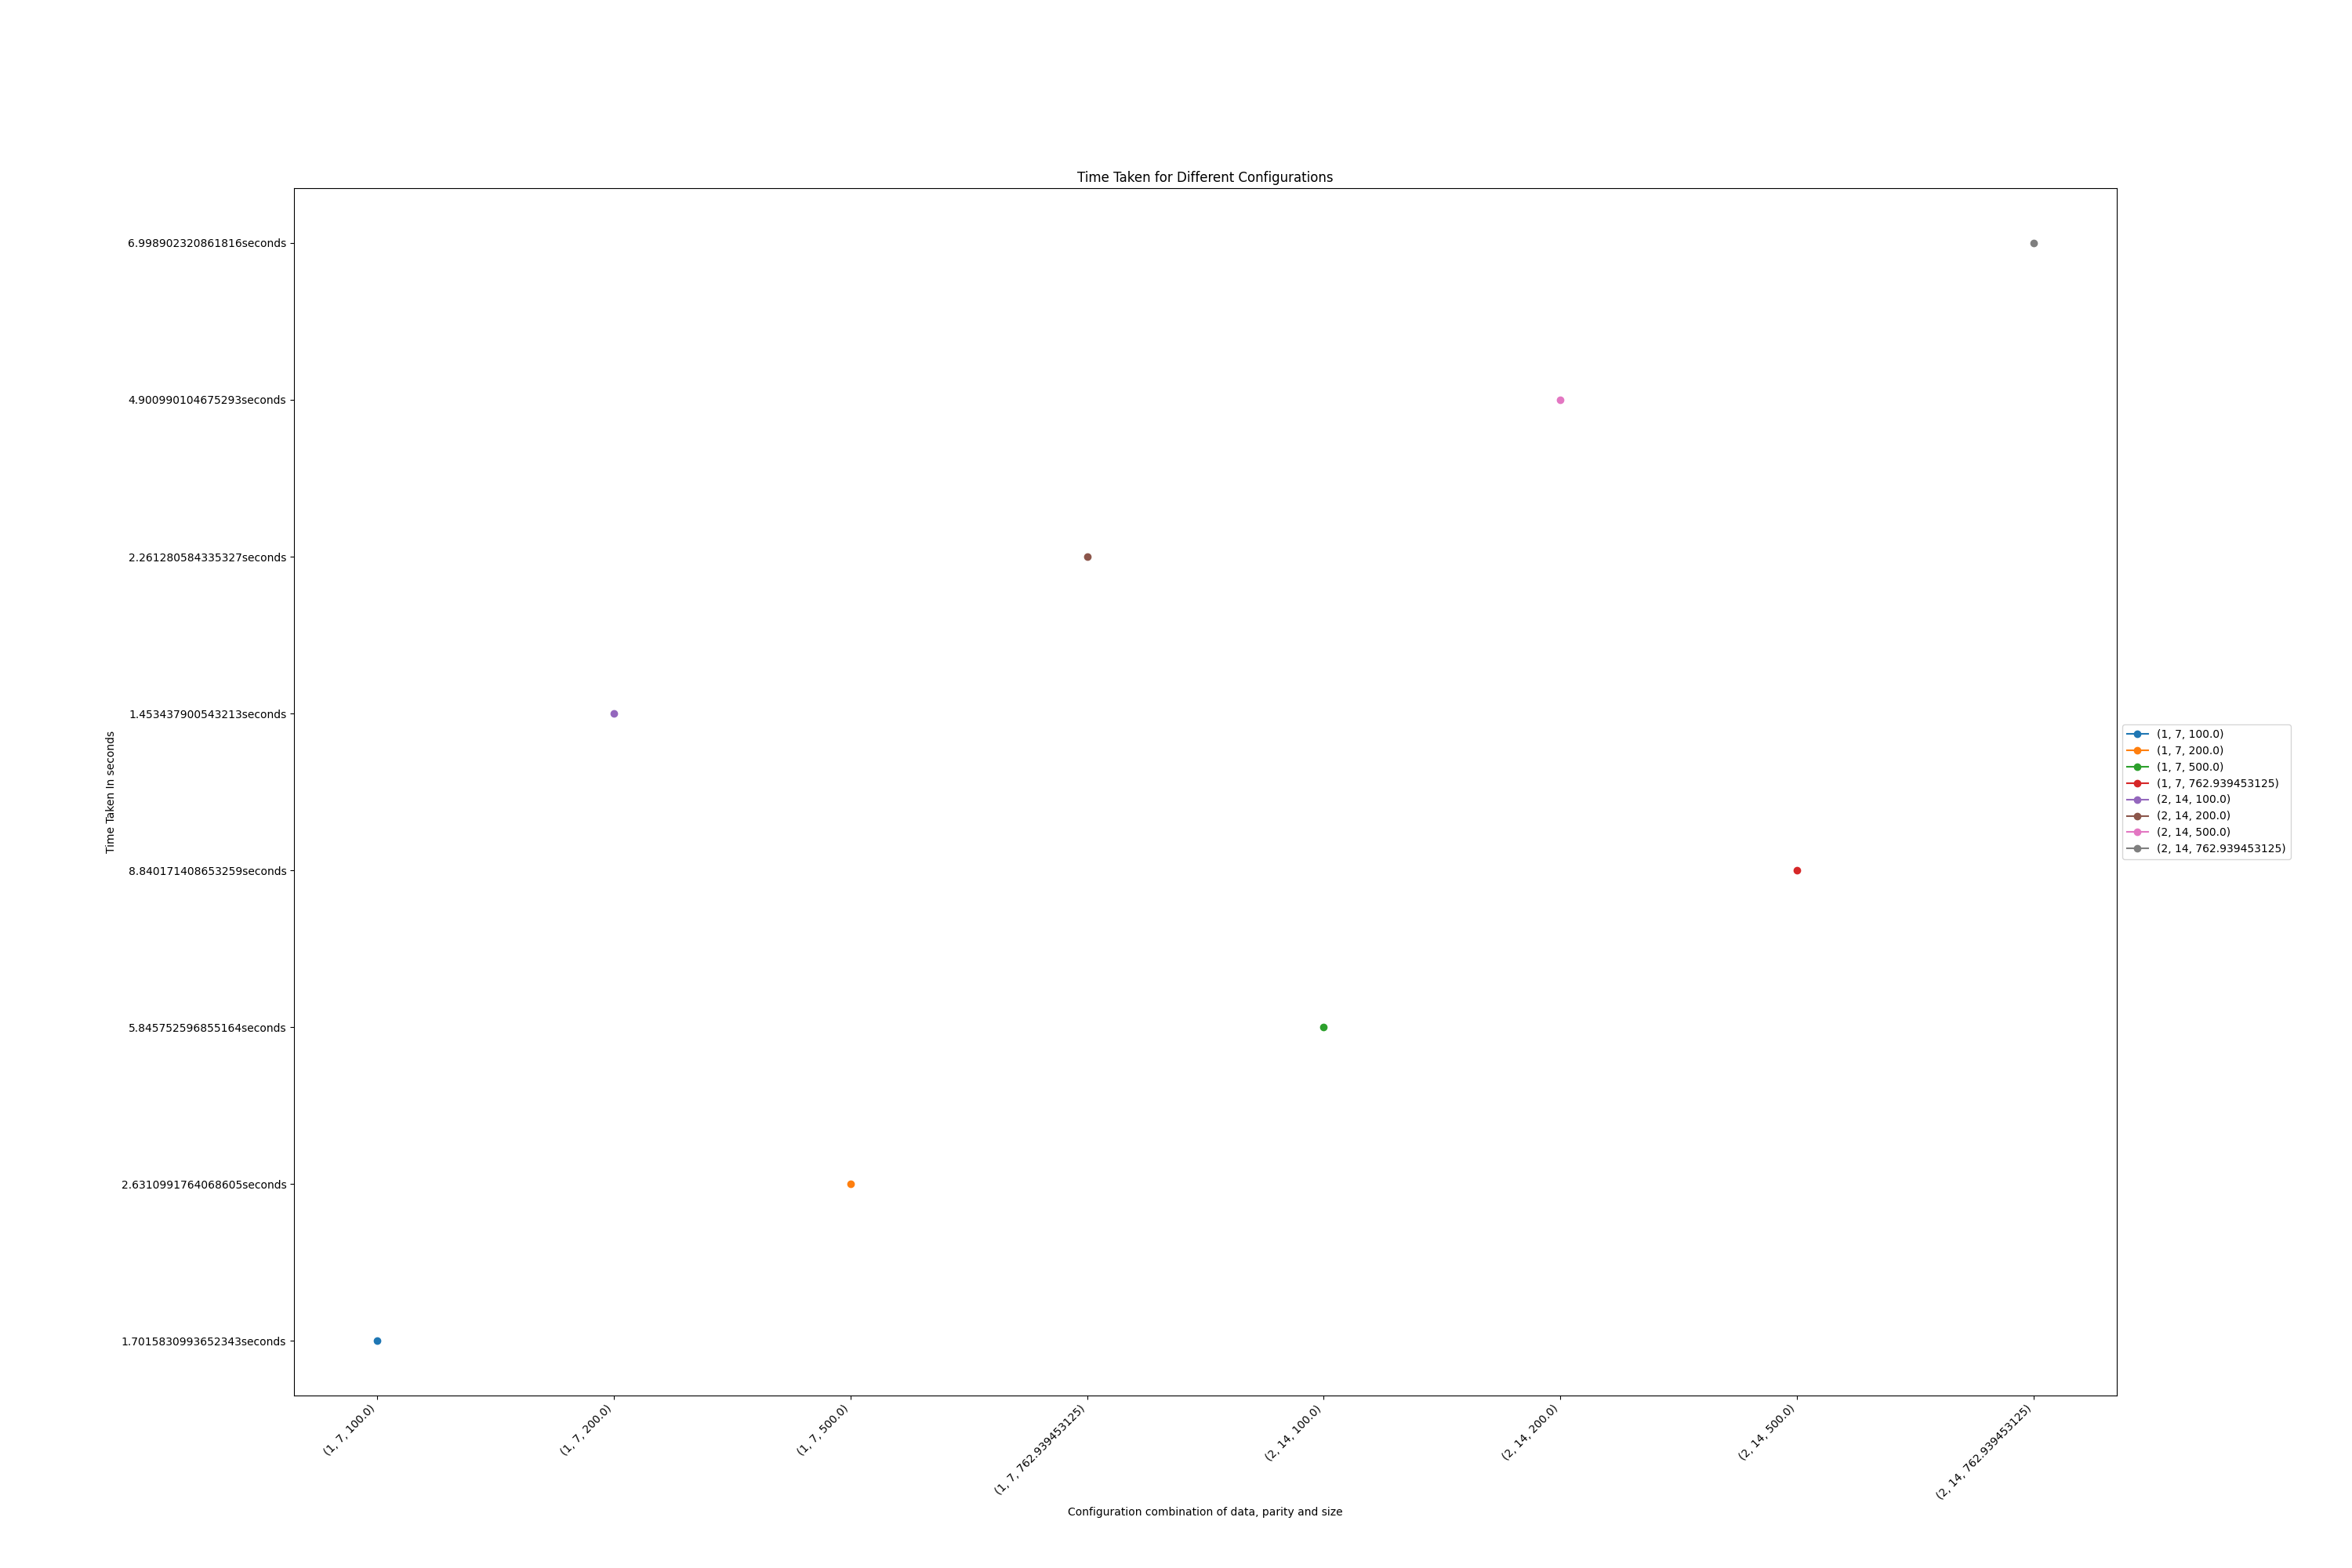 Time Taken for Different Configurations
6.998902320861816seconds
4.900990104675293seconds
2.261280584335327seconds
1.453437900543213seconds
8.840171408653259seconds
5.845752596855164seconds
2.6310991764068605seconds
1.7015830993652343seconds
Time Taken In seconds
(1, 7, 100.0)
(1, 7, 200.0)
(1, 7, 500.0)
(1, 7, 762.939453125)
(2, 14, 100.0)
(2, 14, 200.0)
(2, 14, 500.0)
(2, 14, 762.939453125)
Configuration combination of data, parity and size
(1, 7, 100.0)
(1, 7, 200.0)
(1, 7, 500.0)
(1, 7, 762.939453125)
(2, 14, 100.0)
(2, 14, 200.0)
(2, 14, 500.0)
(2, 14, 762.939453125)